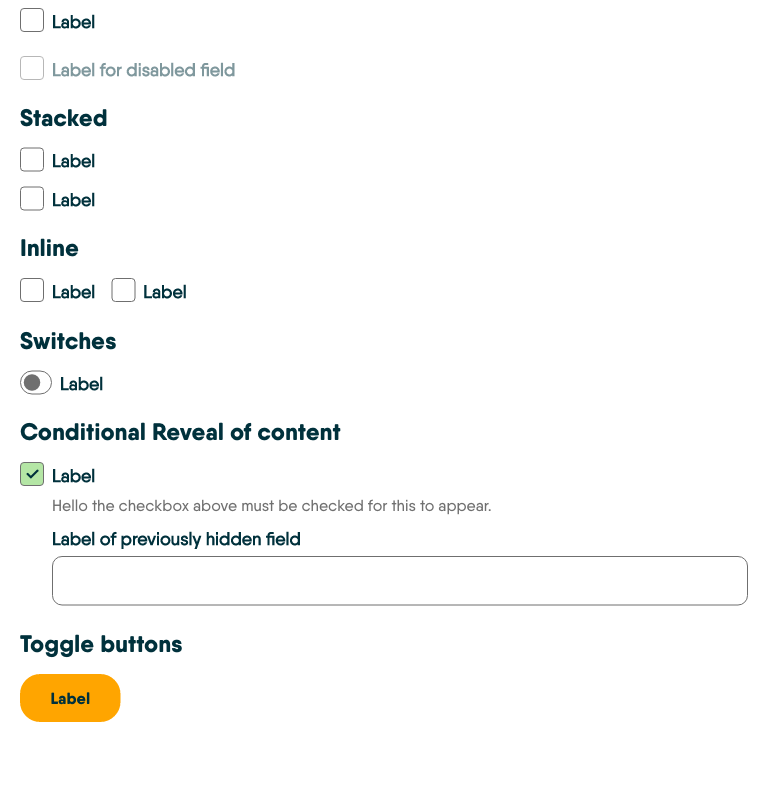 Label
Label for disabled field
Stacked
Label
Label
Inline
Label Label
Switches
Label
Conditional Reveal of content
Label
Hello the checkbox above must be checked for this to appear.
Label of previously hidden field
Toggle buttons
Label